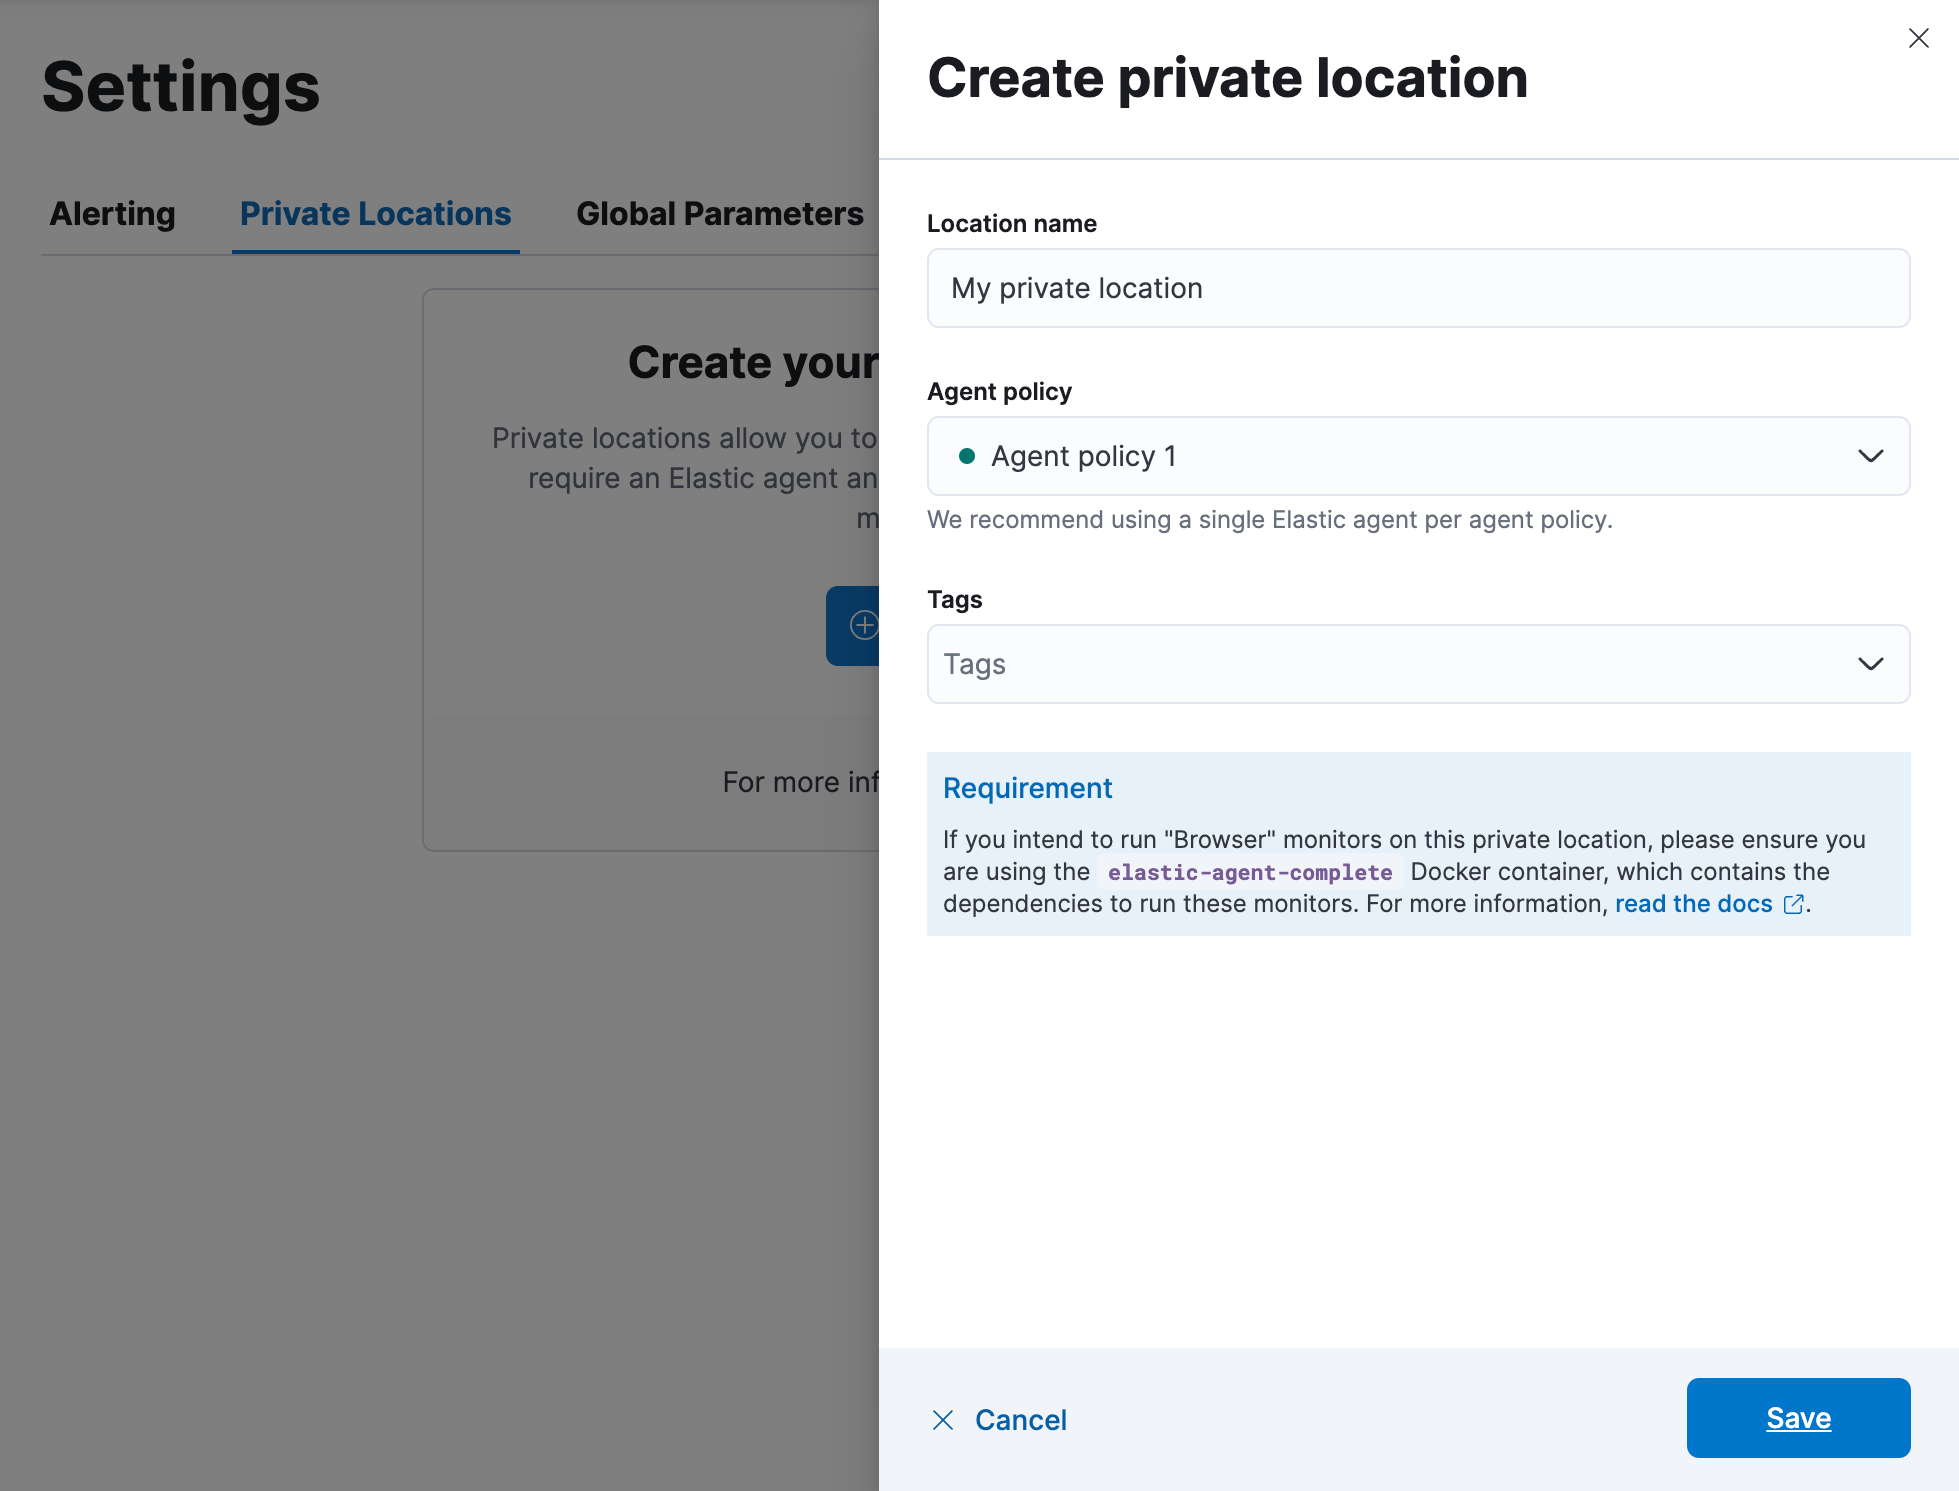 Settings
Alerting
Private Locations
Global Parameters
Create your
Private locations allow you to
require an Elastic agent an
m
For more inf
Create private location
Location name
My private location
Agent policy
Agent policy 1
We recommend using a single Elastic agent per agent policy.
Tags
Tags
Requirement
If you intend to run "Browser" monitors on this private location, please ensure you
are using the elastic-agent-complete Docker container, which contains the
dependencies to run these monitors. For more information, read the docs.
Cancel
Save